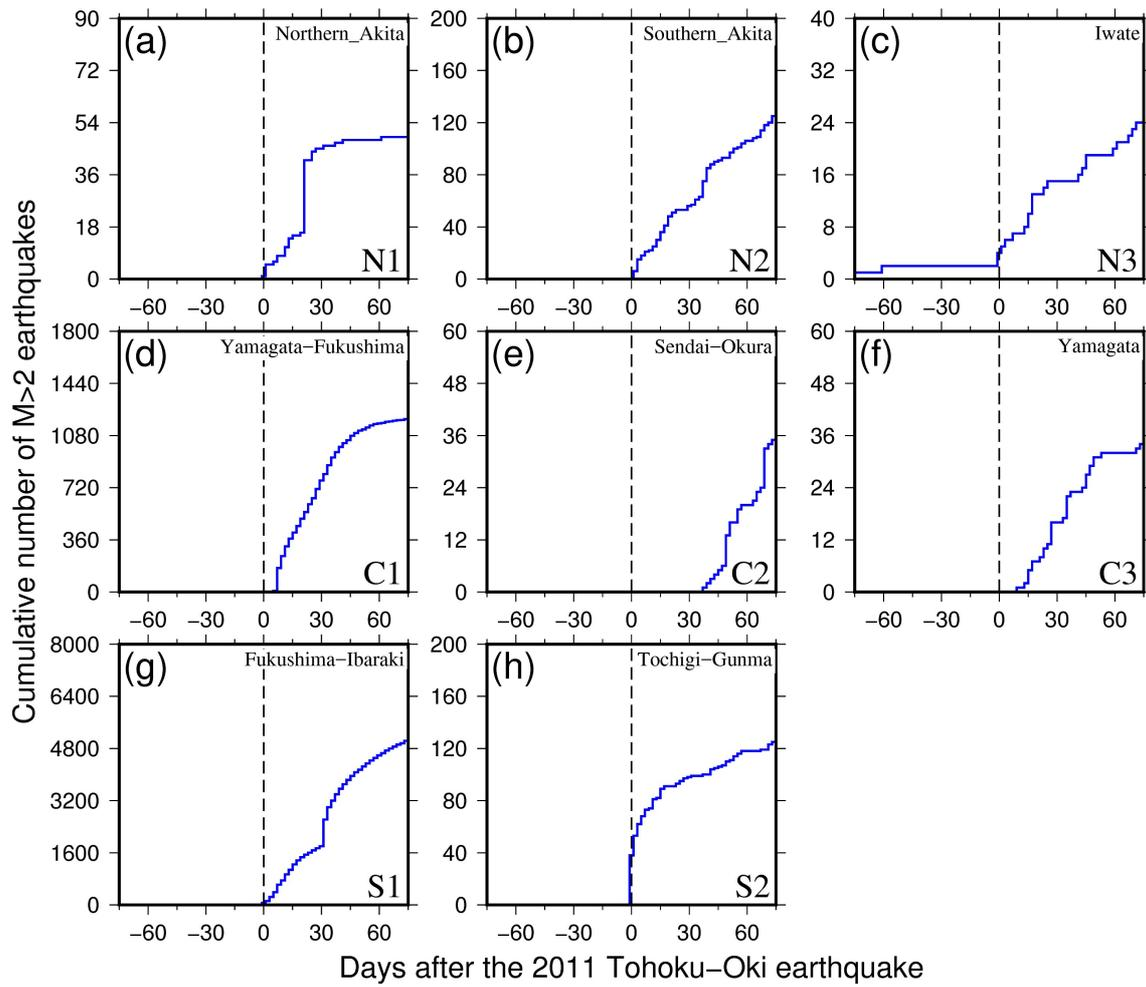 Cumulative number of M>2 earthquakes
(a) Northern_Akita
90
72
54
36
18
0
N1
−60 −30 0 30 60
(b) Southern_Akita
200
160
120
80
40
0
N2
−60 −30 0 30 60
(c) Iwate
40
32
24
16
8
0
N3
−60 −30 0 30 60
(d) Yamagata−Fukushima
1800
1440
1080
720
360
0
C1
−60 −30 0 30 60
(e) Sendai−Okura
60
48
36
24
12
0
C2
−60 −30 0 30 60
(f) Yamagata
60
48
36
24
12
0
C3
−60 −30 0 30 60
(g) Fukushima−Ibaraki
8000
6400
4800
3200
1600
0
S1
−60 −30 0 30 60
(h) Tochigi−Gunma
200
160
120
80
40
0
S2
−60 −30 0 30 60
Days after the 2011 Tohoku−Oki earthquake